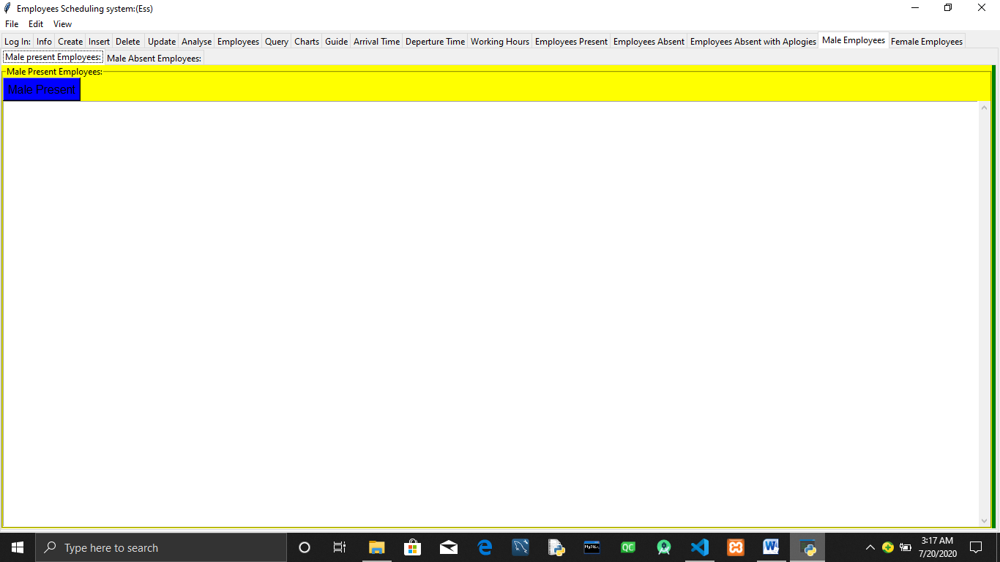 Employees Scheduling system:(Ess)
File Edit View
Log In: Info Create Insert Delete Update Analyse Employees Query Charts Guide Arrival Time Deperture Time Working Hours Employees Present Employees Absent Employees Absent with Aplogies Male Employees Female Employees
Male present Employees: Male Absent Employees:
Male Present Employees:
Male Present
Type here to search
MySQL
QC
W
3:17 AM
7/20/2020